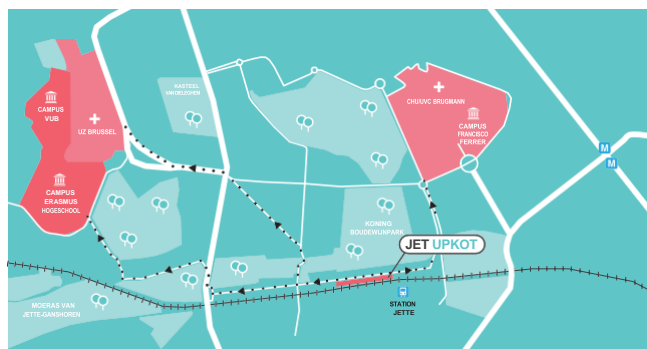 KASTEEL
VAN DELEGHEM
CAMPUS
VUB
UZ BRUSSEL
CHU/UVC BRUGMANN
CAMPUS
FRANCISCO
FERRER
M
M
CAMPUS
ERASMUS
HOGESCHOOL
KONING
BOUDEWIJNPARK
JET UPKOT
MOERAS VAN
JETTE-GANSHOREN
STATION
JETTE